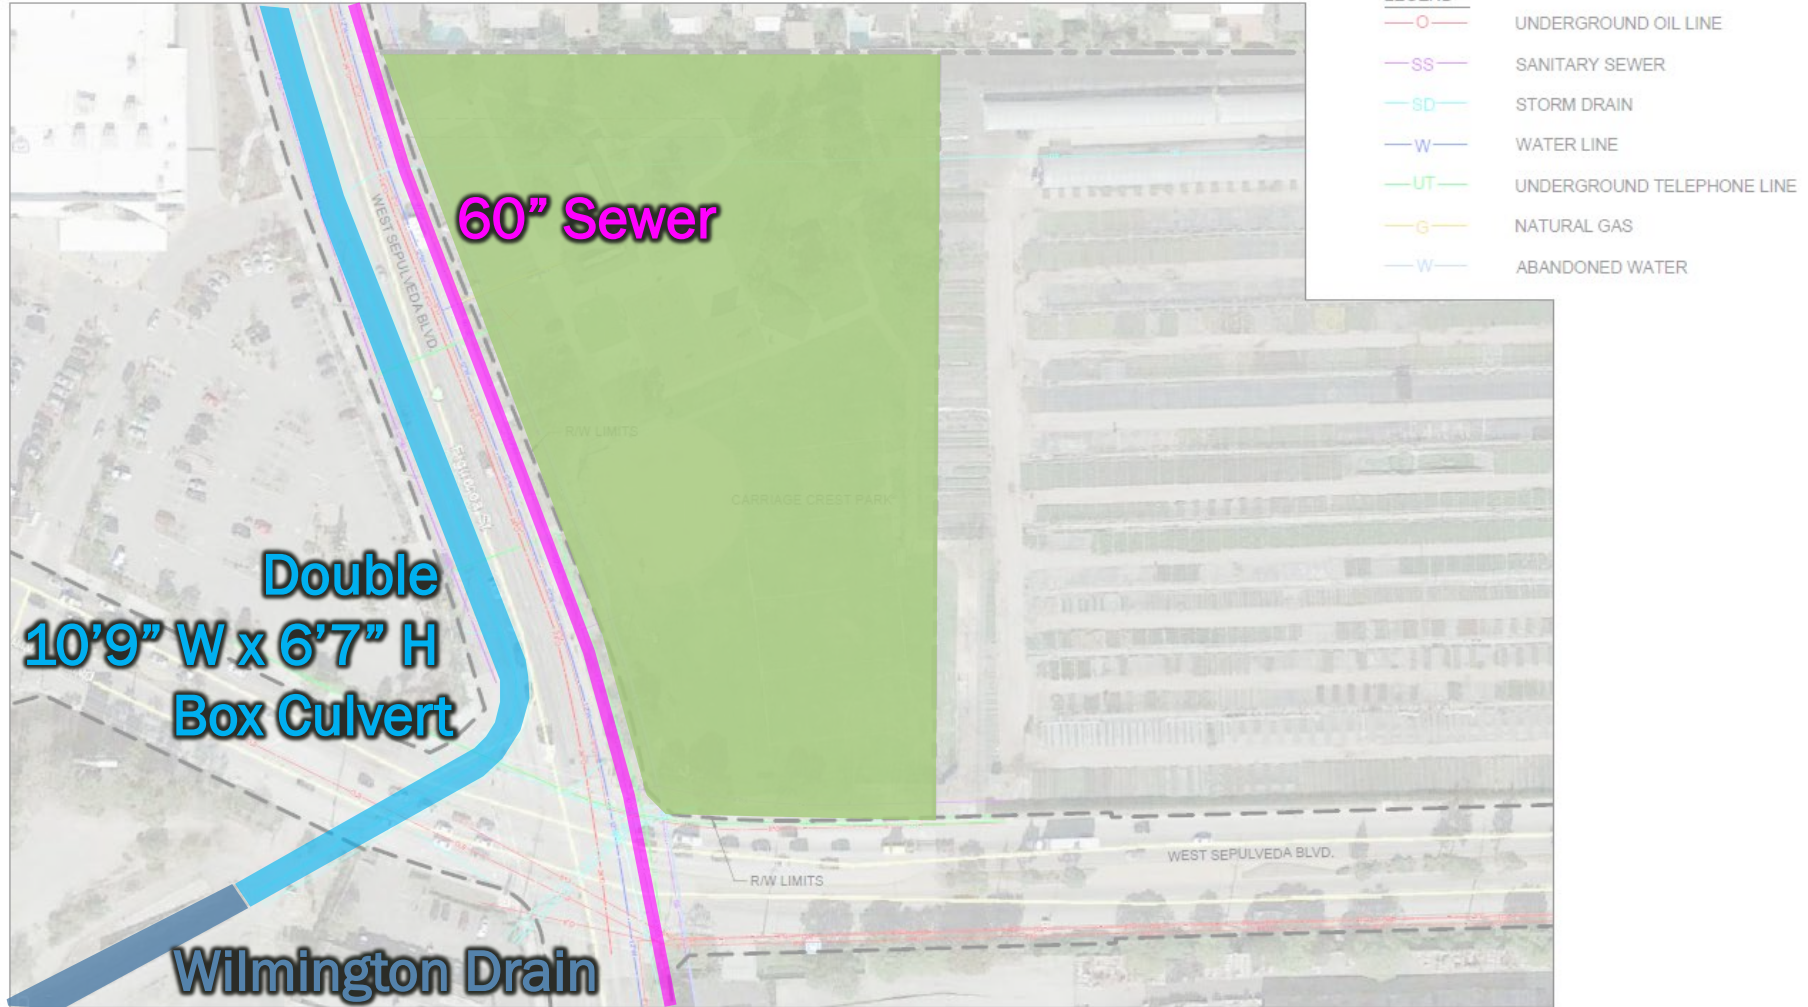 UNDERGROUND OIL LINE
O
SANITARY SEWER
SS
STORM DRAIN
SD
WATER LINE
W
UNDERGROUND TELEPHONE LINE
UT
NATURAL GAS
G
ABANDONED WATER
W
60” Sewer
WEST SEPULVEDA BLVD.
R/W LIMITS
Figueroa St
CARRIAGE CREST PARK
Double
10’9” W x 6’7” H
Box Culvert
WEST SEPULVEDA BLVD.
R/W LIMITS
Wilmington Drain